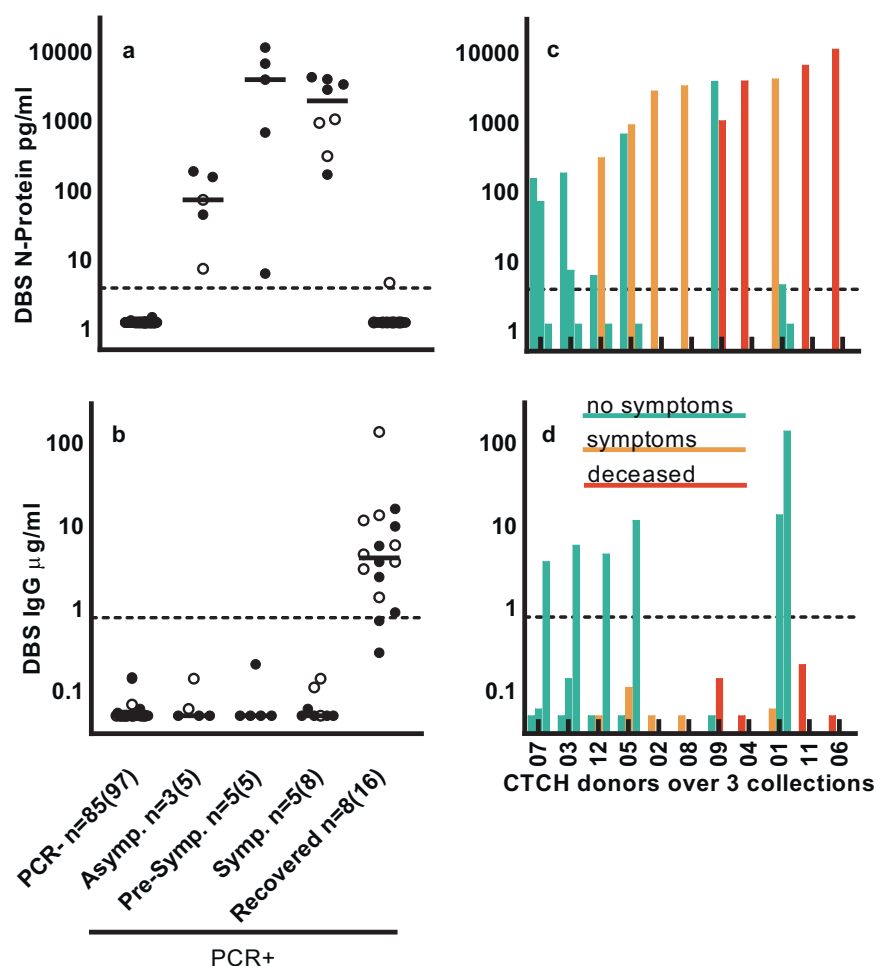 a
10000
1000
100
10
1
DBS N-Protein pg/ml
c
10000
1000
100
10
1
b
100
10
1
0.1
DBS IgG μg/ml
PCR- n=85(97)
Asymp. n=3(5)
Pre-Symp. n=5(5)
Symp. n=5(8)
Recovered n=8(16)
PCR+
d
no symptoms
symptoms
deceased
100
10
1
0.1
07 03 12 05 02 08 09 04 01 11 06
CTCH donors over 3 collections